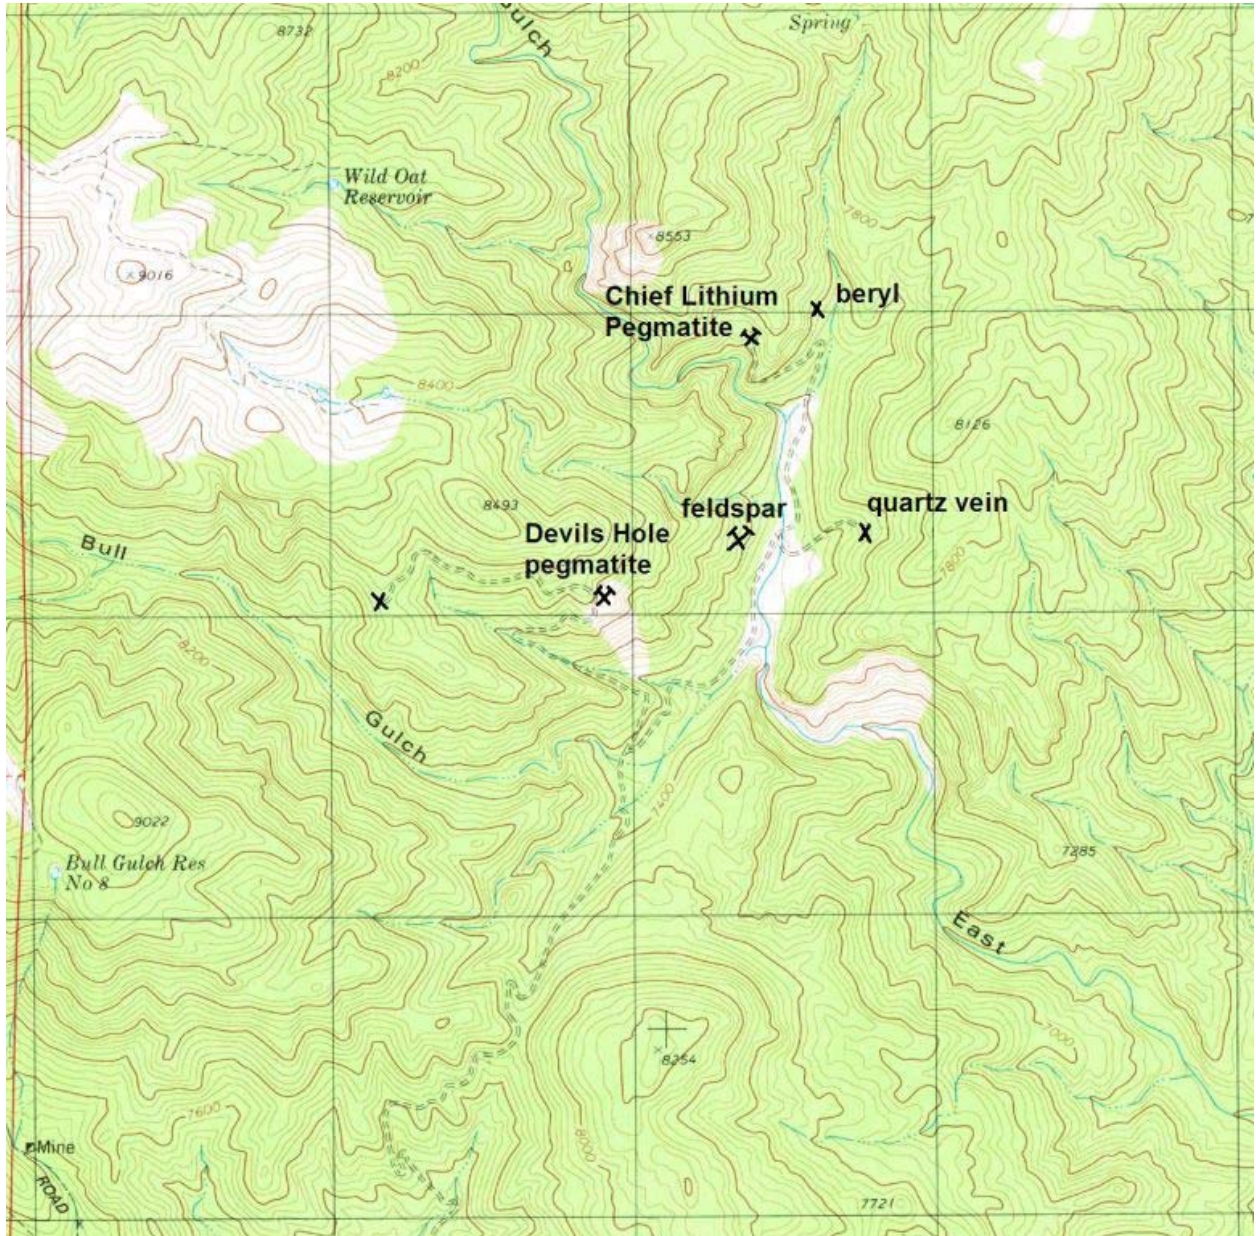 Gulch
Spring
8732
8200
Wild Oat
Reservoir
7800
8553
9016
Chief Lithium
Pegmatite
beryl
8400
8126
8493
feldspar
quartz vein
Devils Hole
pegmatite
Bull
7800
8200
Gulch
7400
9022
Bull Gulch Res
No 8
7285
East
7000
8254
7600
8000
Mine
ROAD
7721